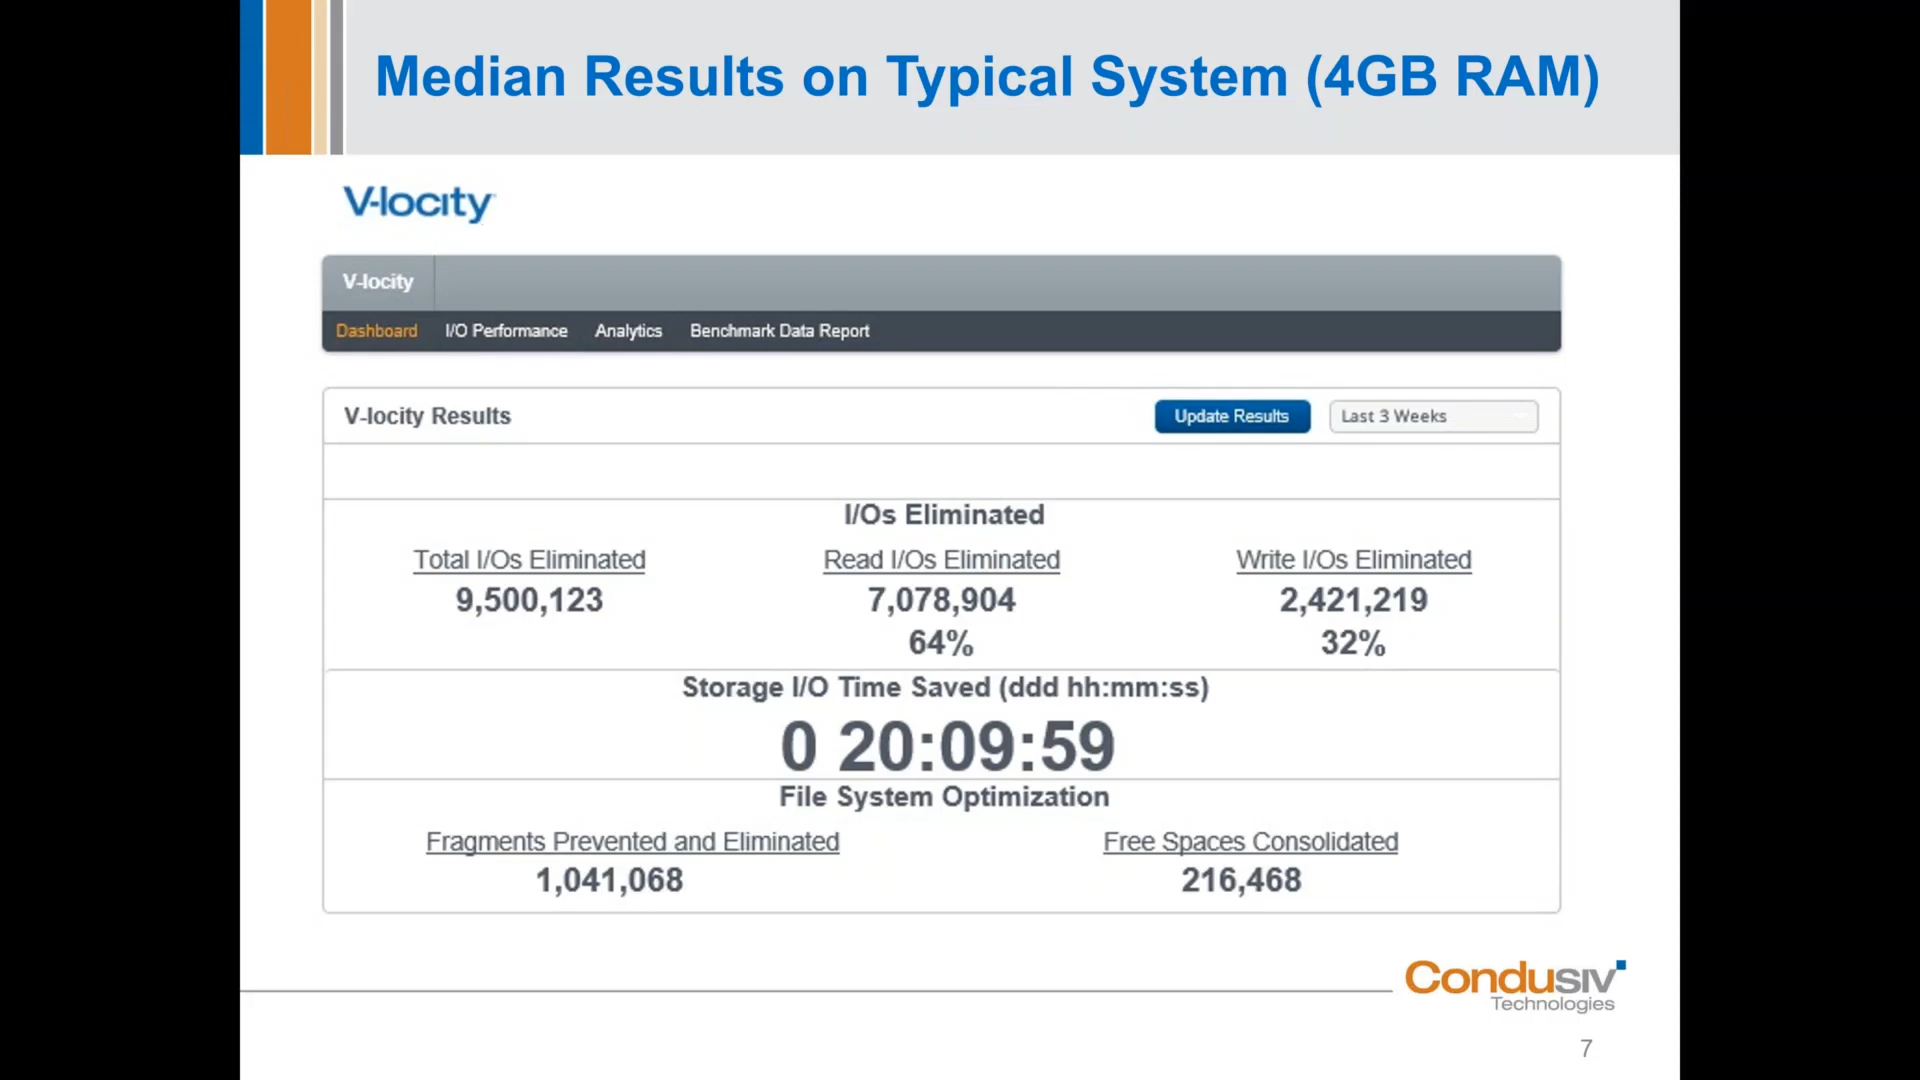 Median Results on Typical System (4GB RAM)
V-locity
V-locity
Dashboard I/O Performance Analytics Benchmark Data Report
V-locity Results Update Results Last 3 Weeks
I/Os Eliminated
Total I/Os Eliminated Read I/Os Eliminated Write I/Os Eliminated
9,500,123 7,078,904 2,421,219
64% 32%
Storage I/O Time Saved (ddd hh:mm:ss)
0 20:09:59
File System Optimization
Fragments Prevented and Eliminated Free Spaces Consolidated
1,041,068 216,468
Condusiv
Technologies
7